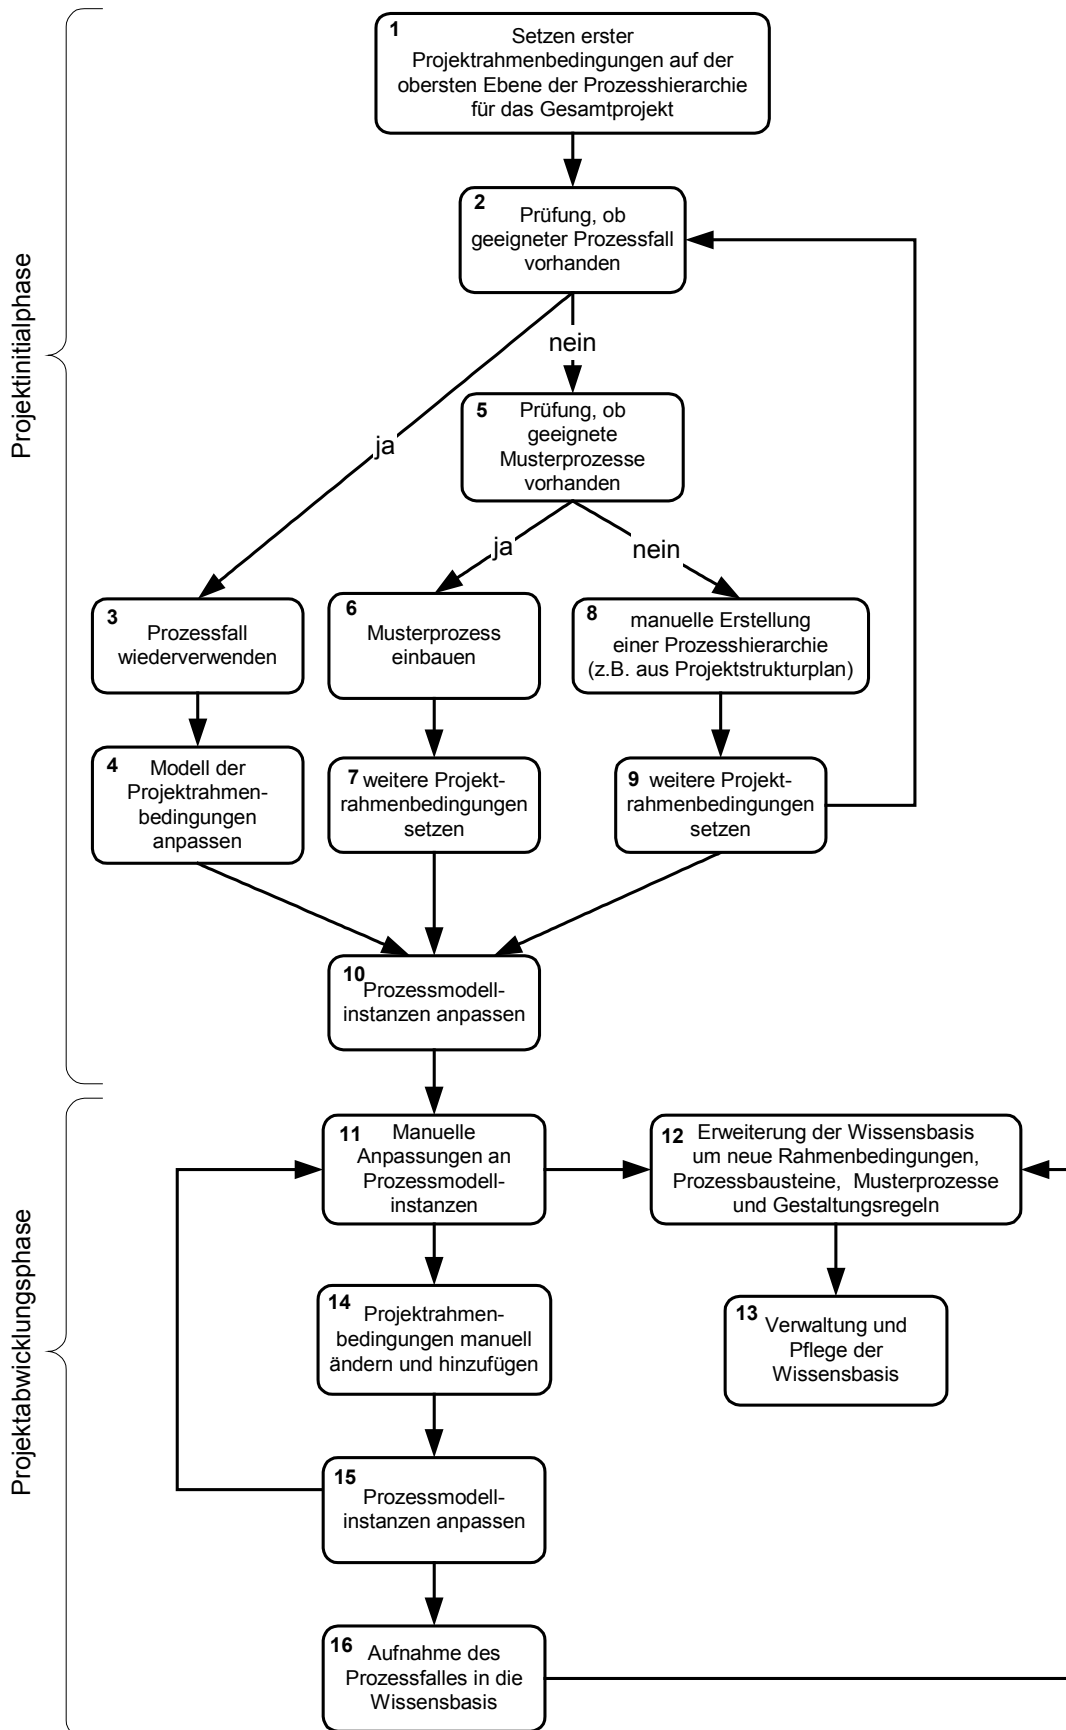 1
Setzen erster
Projektrahmenbedingungen auf der
obersten Ebene der Prozesshierarchie
für das Gesamtprojekt
Projektinitialphase
2
Prüfung, ob
geeigneter Prozessfall
vorhanden
nein
ja
5
Prüfung, ob
geeignete
Musterprozesse
vorhanden
ja
nein
3
Prozessfall
wiederverwenden
6
Musterprozess
einbauen
8
manuelle Erstellung
einer Prozesshierarchie
(z.B. aus Projektstrukturplan)
4
Modell der
Projektrahmen-
bedingungen
anpassen
7 weitere Projekt-
rahmenbedingungen
setzen
9 weitere Projekt-
rahmenbedingungen
setzen
10
Prozessmodell-
instanzen anpassen
Projektabwicklungsphase
11
Manuelle
Anpassungen an
Prozessmodell-
instanzen
12
Erweiterung der Wissensbasis
um neue Rahmenbedingungen,
Prozessbausteine, Musterprozesse
und Gestaltungsregeln
14
Projektrahmen-
bedingungen manuell
ändern und hinzufügen
13
Verwaltung und
Pflege der
Wissensbasis
15
Prozessmodell-
instanzen anpassen
16
Aufnahme des
Prozessfalles in die
Wissensbasis